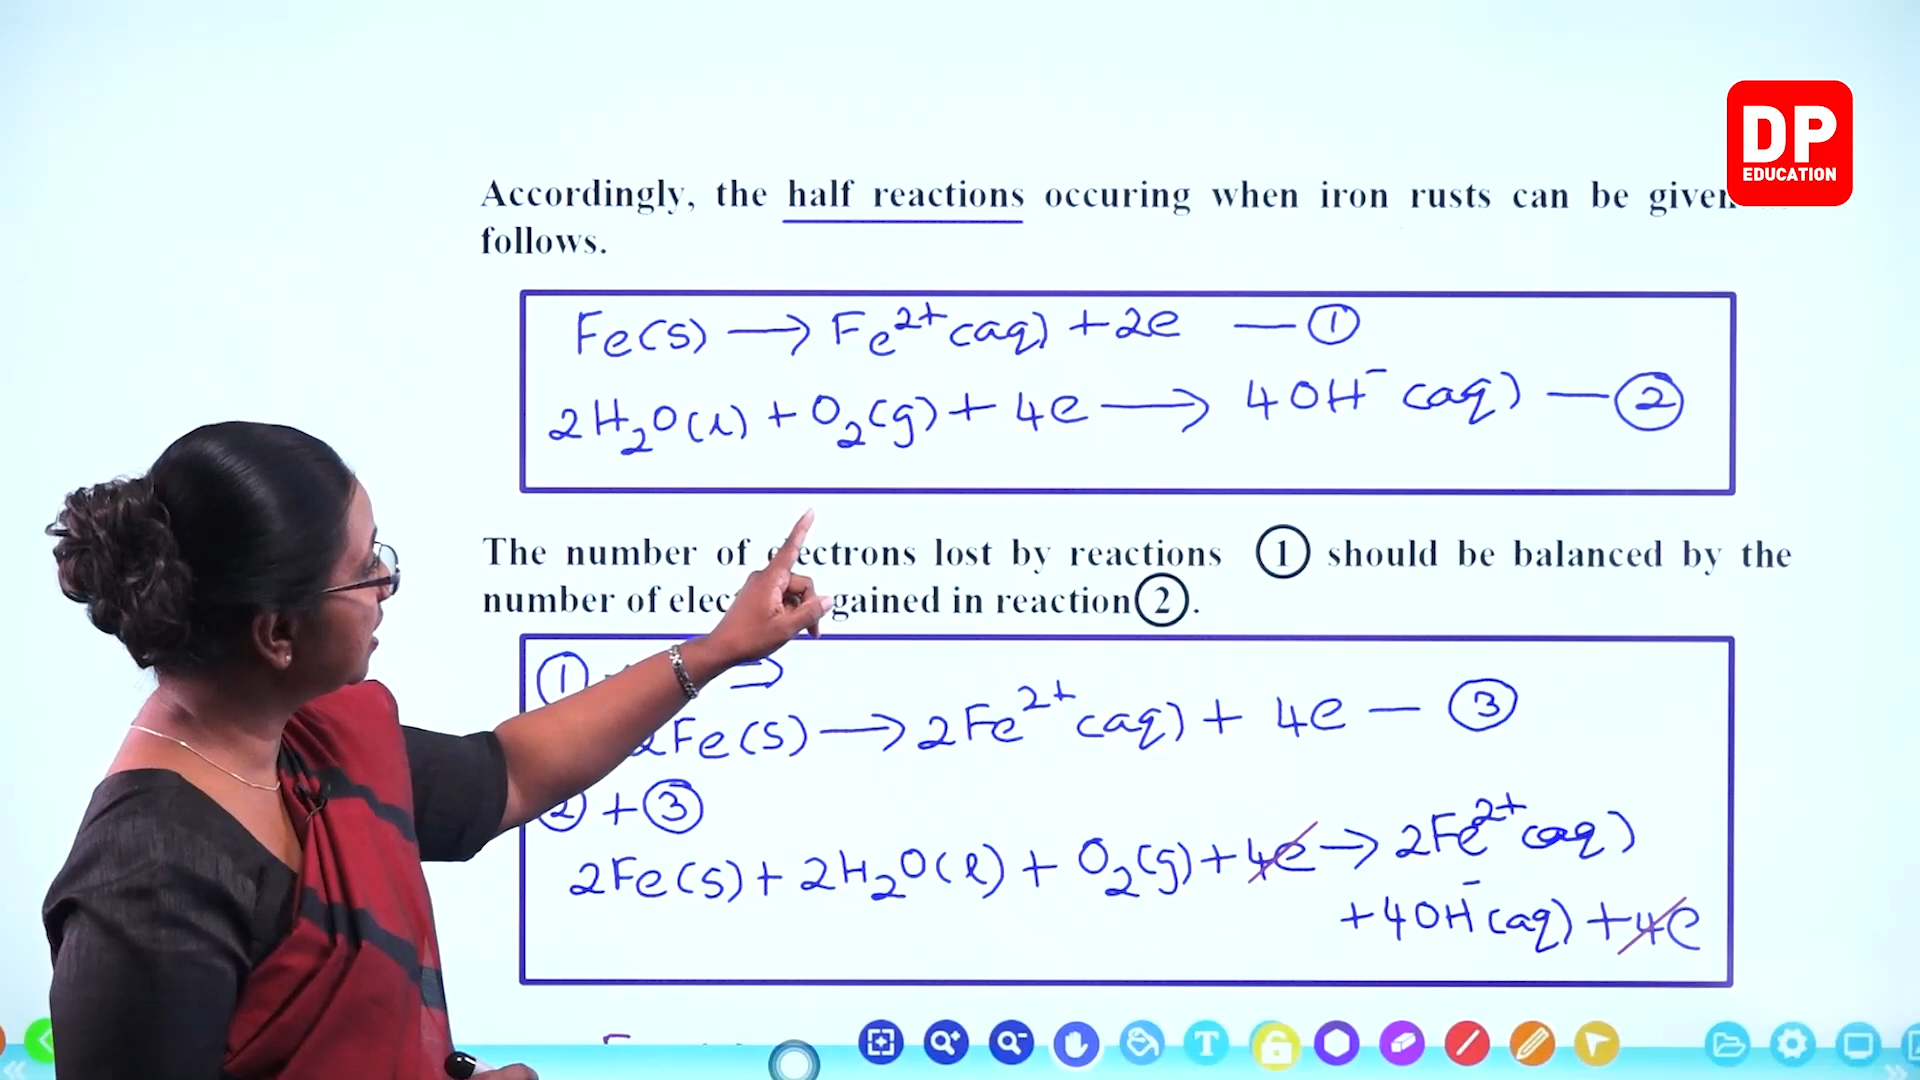 DP
EDUCATION
Accordingly, the half reactions occuring when iron rusts can be given
follows.
Fe(s) → Fe²⁺(aq) + 2e — ①
2H₂O(l) + O₂(g) + 4e → 4OH⁻(aq) — ②
The number of electrons lost by reactions ① should be balanced by the
number of gained in reaction ②.
① ⇒
2Fe(s) → 2Fe²⁺(aq) + 4e — ③
② + ③
2Fe(s) + 2H₂O(l) + O₂(g) + 4e → 2Fe²⁺(aq)
+ 4OH⁻(aq) + 4e
T